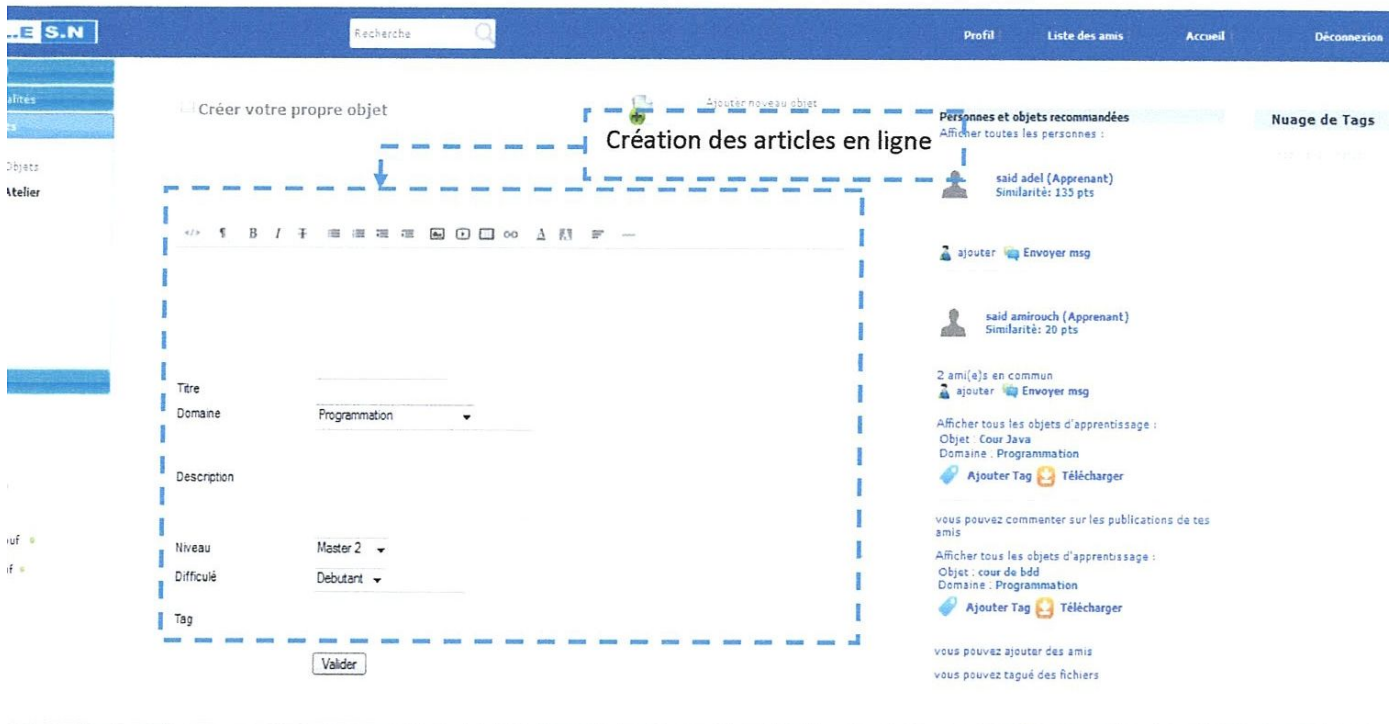 S.N
Recherche
Profil
Liste des amis
Accueil
Déconnexion
Créer votre propre objet
Ajouter noveau objet
Création des articles en ligne
Objets
Atelier
Titre
Domaine Programmation
Description
Niveau Master 2
Difficulé Debutant
Tag
Valider
Personnes et objets recommandées
Afficher toutes les personnes :
said adel (Apprenant)
Similarité: 135 pts
ajouter Envoyer msg
said amirouch (Apprenant)
Similarité: 20 pts
2 ami(e)s en commun
ajouter Envoyer msg
Afficher tous les objets d'apprentissage :
Objet : Cour Java
Domaine : Programmation
Ajouter Tag Télécharger
vous pouvez commenter sur les publications de tes
amis
Afficher tous les objets d'apprentissage :
Objet : cour de bdd
Domaine : Programmation
Ajouter Tag Télécharger
vous pouvez ajouter des amis
vous pouvez tagué des fichiers
Nuage de Tags